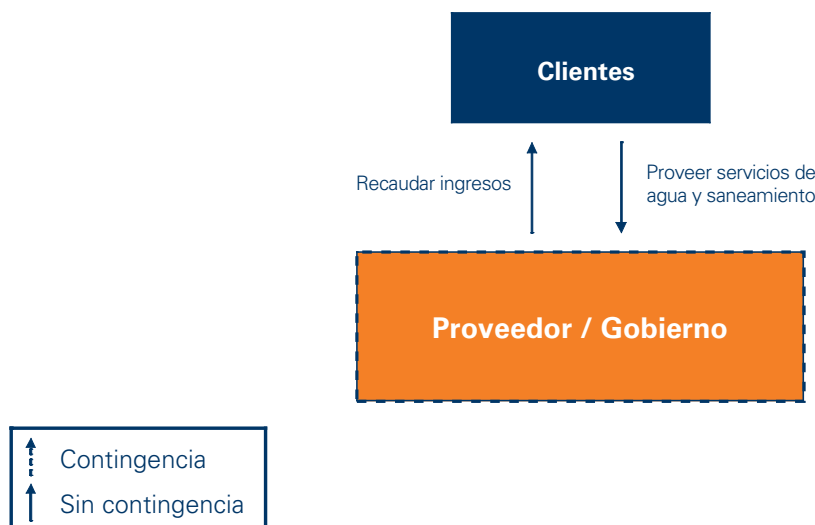 Clientes
Recaudar ingresos
Proveer servicios de
agua y saneamiento
Proveedor / Gobierno
Contingencia
Sin contingencia